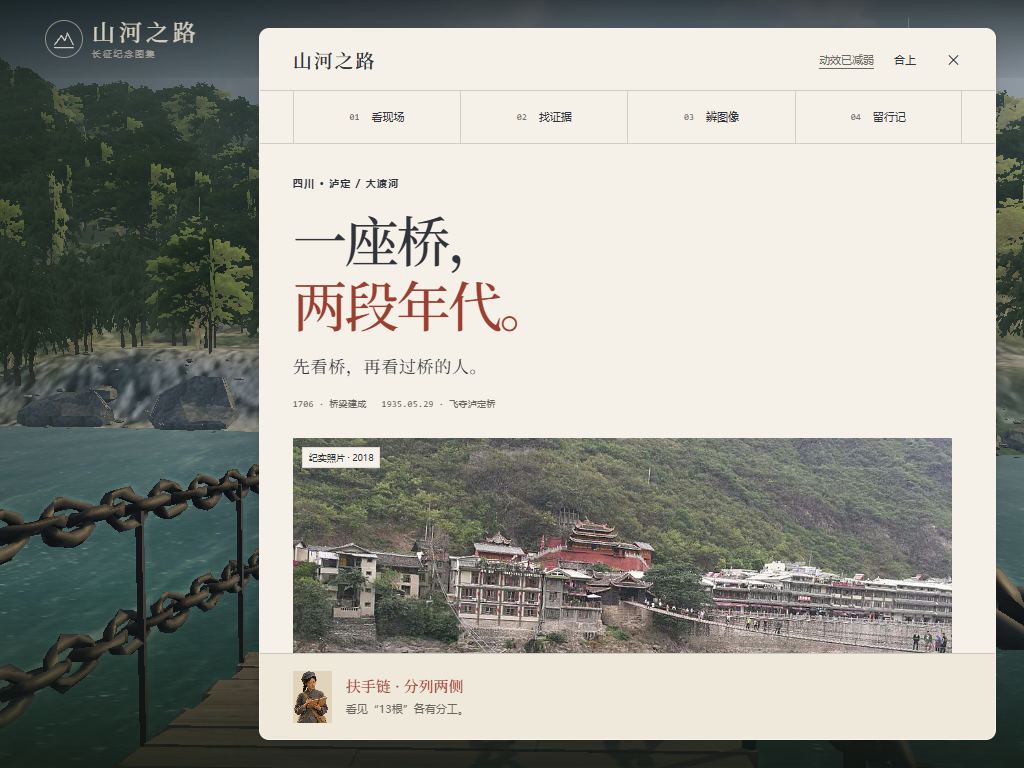 山河之路
长征纪念图集
山河之路
动效已减弱 合上
01 看现场
02 找证据
03 辨图像
04 留行记
四川 • 泸定 / 大渡河
一座桥，
两段年代。
先看桥，再看过桥的人。
1706 · 桥梁建成 1935.05.29 · 飞夺泸定桥
纪实照片 · 2018
扶手链 · 分列两侧
看见“13根”各有分工。